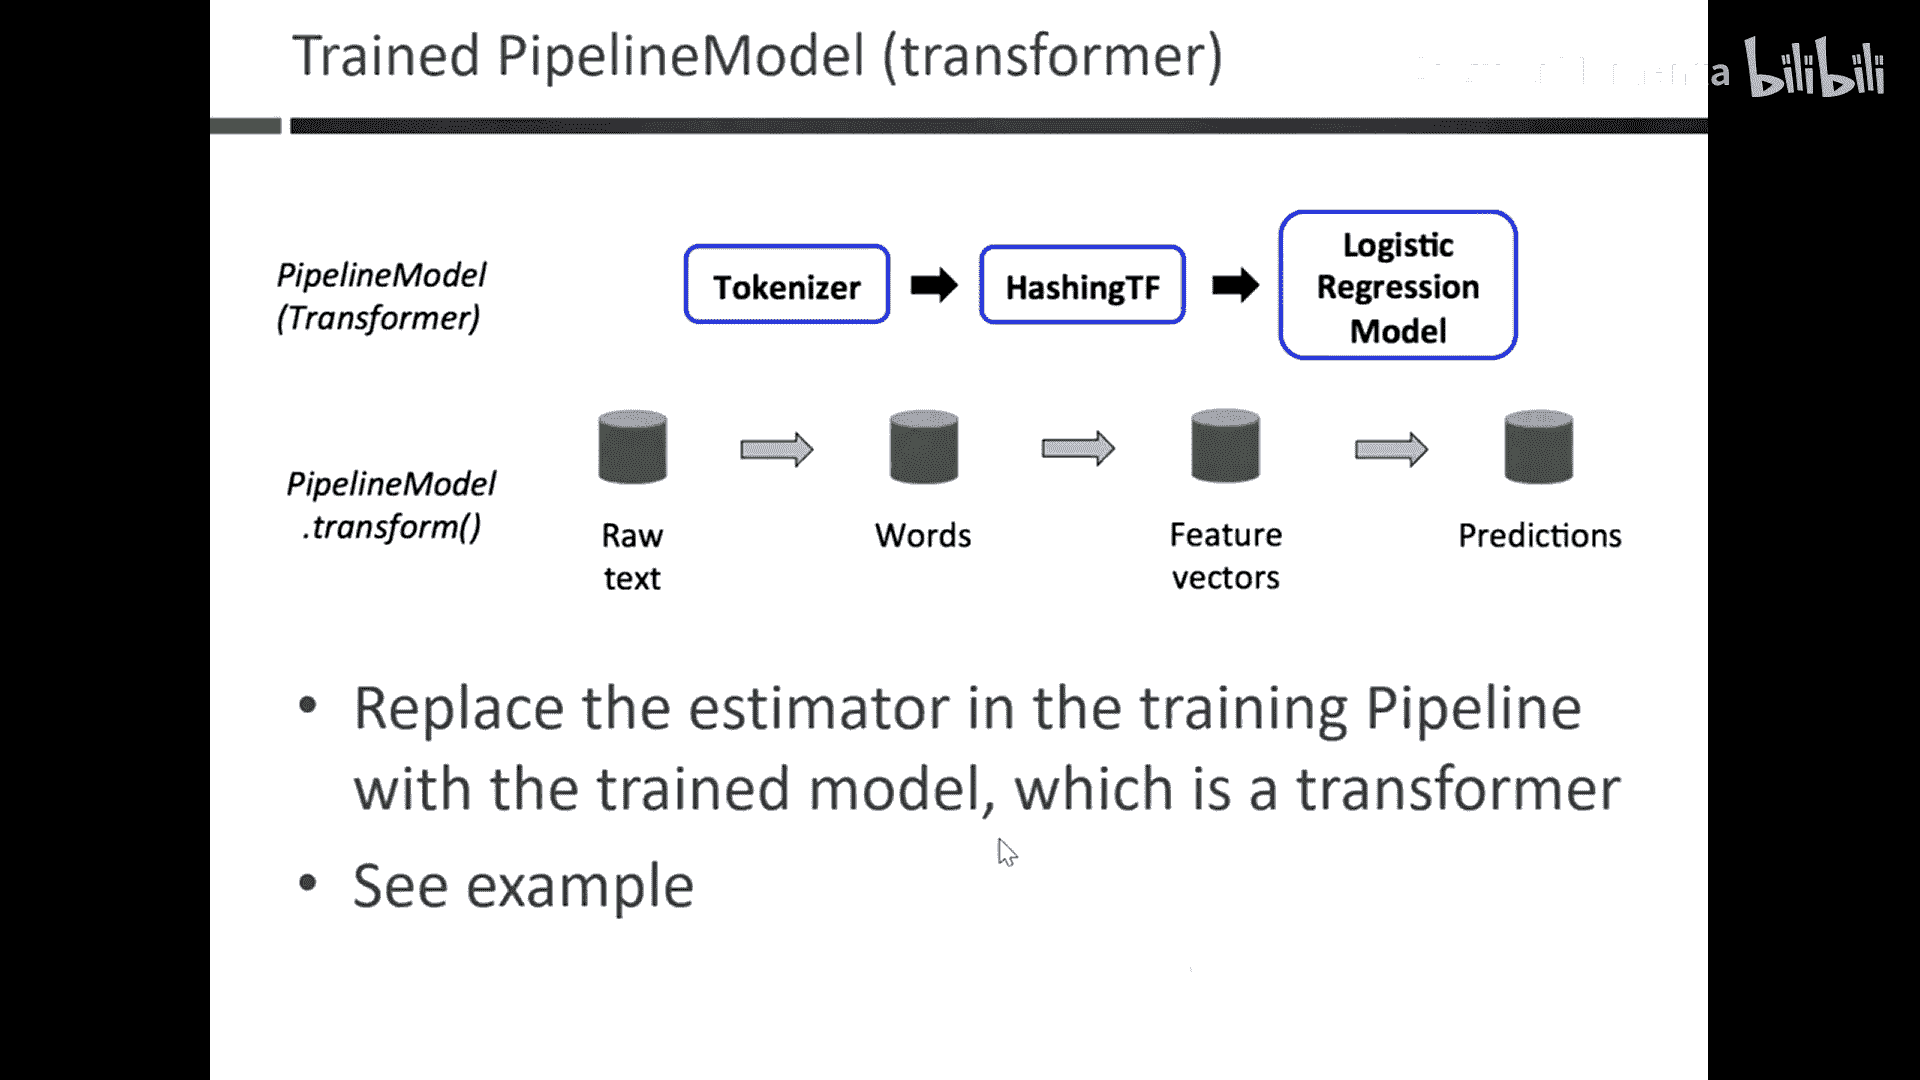 Trained PipelineModel (transformer)
bilibili
PipelineModel
(Transformer)
Tokenizer
HashingTF
Logistic
Regression
Model
PipelineModel
.transform()
Raw
text
Words
Feature
vectors
Predictions
• Replace the estimator in the training Pipeline
with the trained model, which is a transformer
• See example